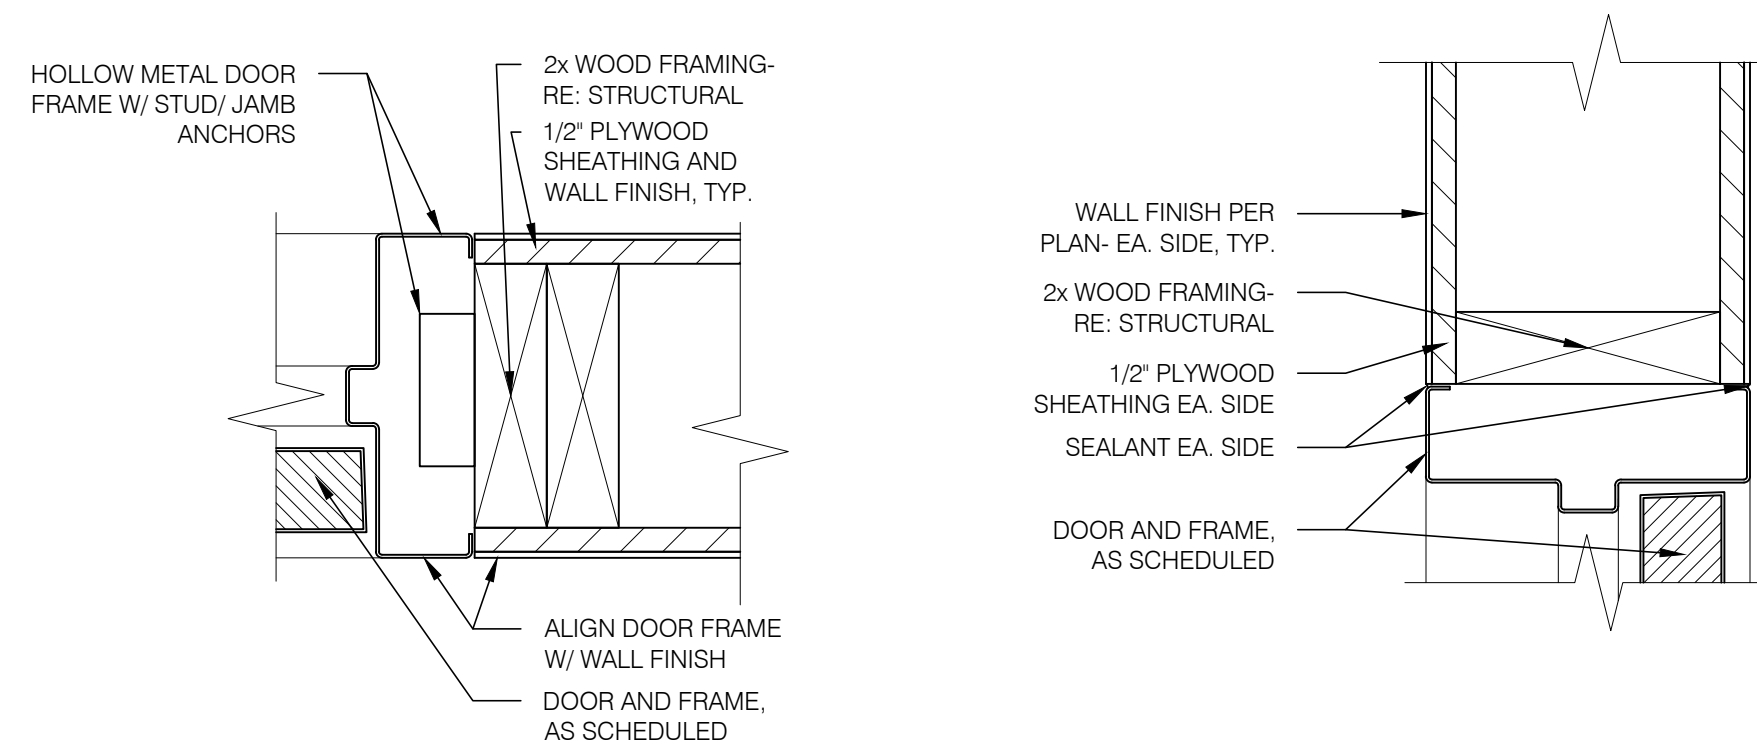 HOLLOW METAL DOOR
FRAME W/ STUD/ JAMB
ANCHORS
2x WOOD FRAMING-
RE: STRUCTURAL
1/2" PLYWOOD
SHEATHING AND
WALL FINISH, TYP.
ALIGN DOOR FRAME
W/ WALL FINISH
DOOR AND FRAME,
AS SCHEDULED
WALL FINISH PER
PLAN- EA. SIDE, TYP.
2x WOOD FRAMING-
RE: STRUCTURAL
1/2" PLYWOOD
SHEATHING EA. SIDE
SEALANT EA. SIDE
DOOR AND FRAME,
AS SCHEDULED